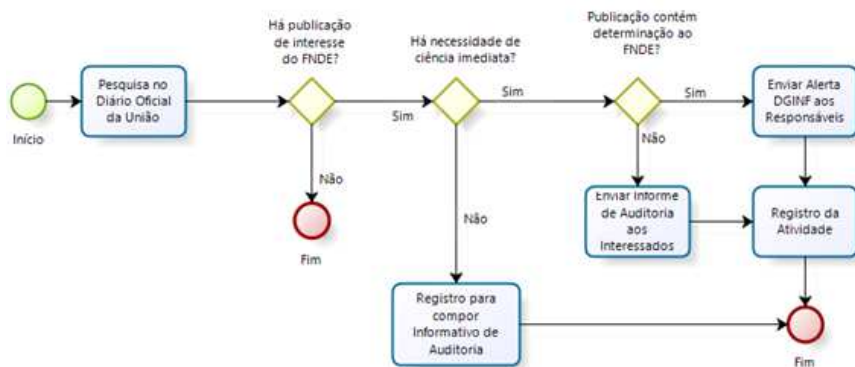 Início
Pesquisa no
Diário Oficial
da União
Há publicação
de interesse
do FNDE?
Sim
Não
Fim
Há necessidade de
ciência imediata?
Sim
Não
Registro para
compor
Informativo de
Auditoria
Publicação contém
determinação ao
FNDE?
Sim
Não
Enviar Informe
de Auditoria
aos
Interessados
Enviar Alerta
DGINF aos
Responsáveis
Registro da
Atividade
Fim